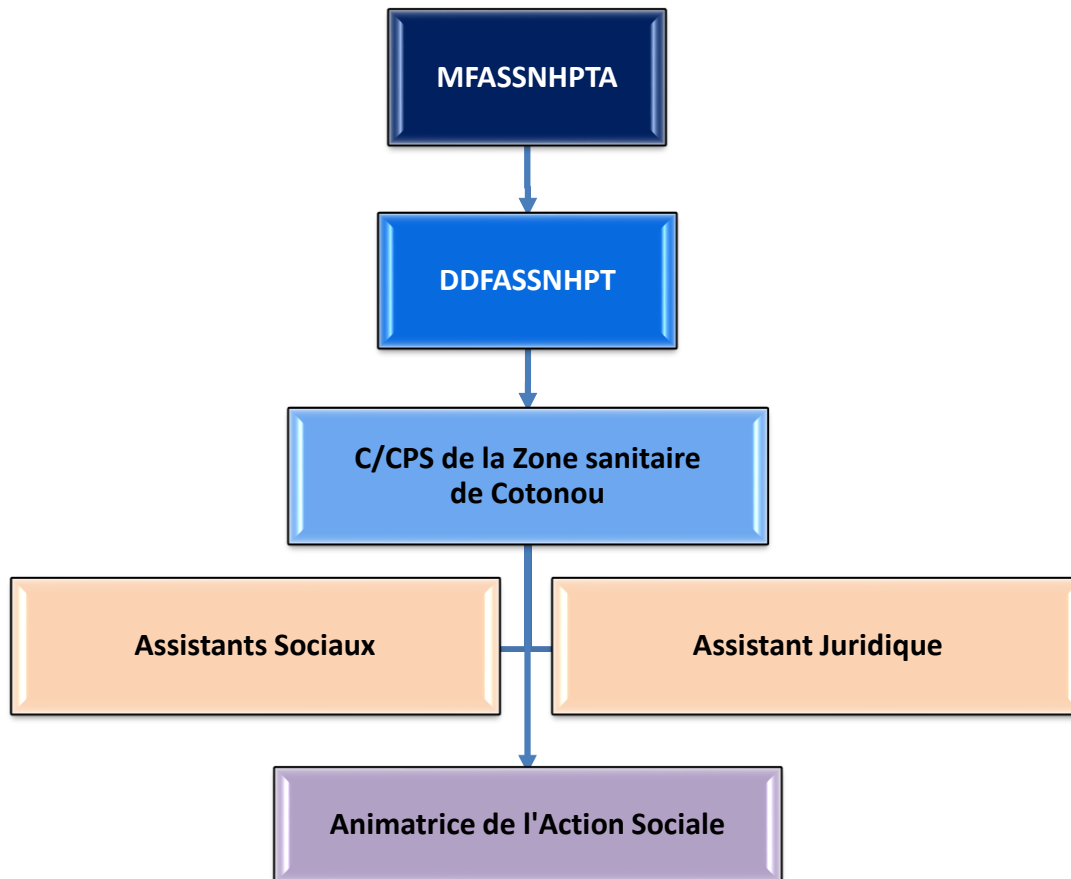 MFASSNHPTA
DDFASSNHPT
C/CPS de la Zone sanitaire
de Cotonou
Assistants Sociaux
Assistant Juridique
Animatrice de l'Action Sociale